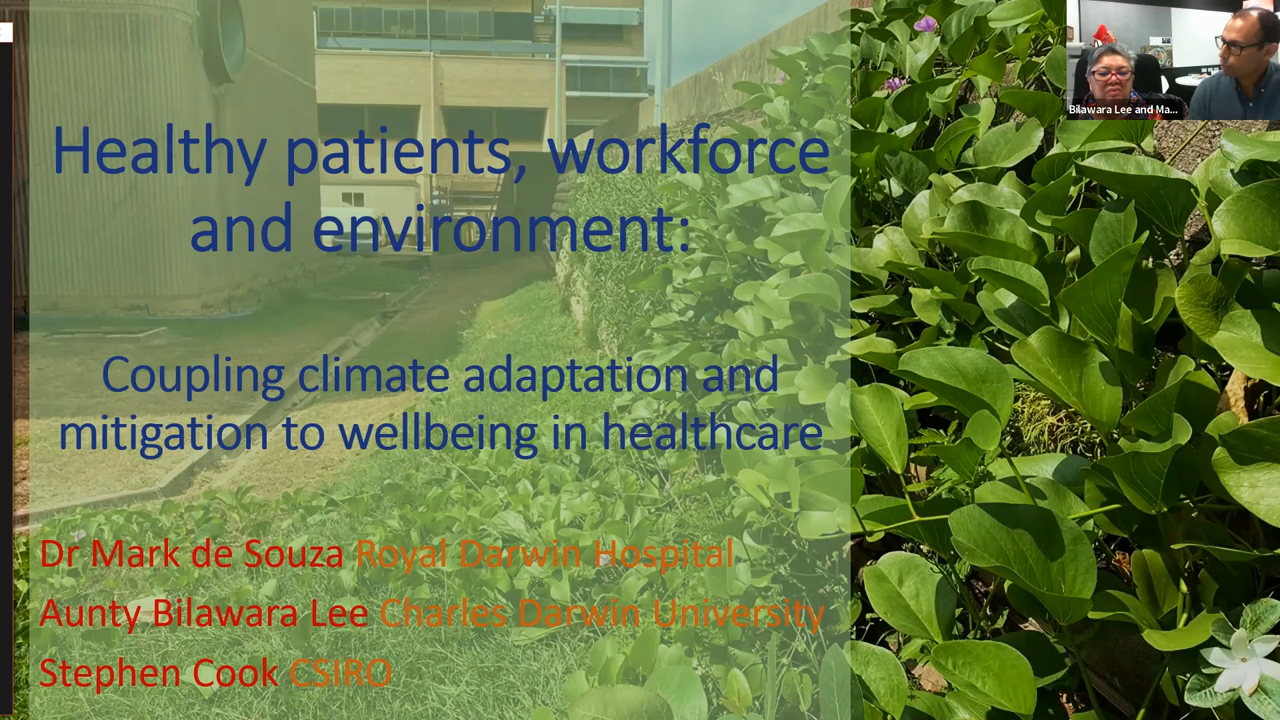 Healthy patients, workforce
and environment:
Coupling climate adaptation and
mitigation to wellbeing in healthcare
Dr Mark de Souza Royal Darwin Hospital
Aunty Bilawara Lee Charles Darwin University
Stephen Cook CSIRO
Bilawara Lee and Ma...